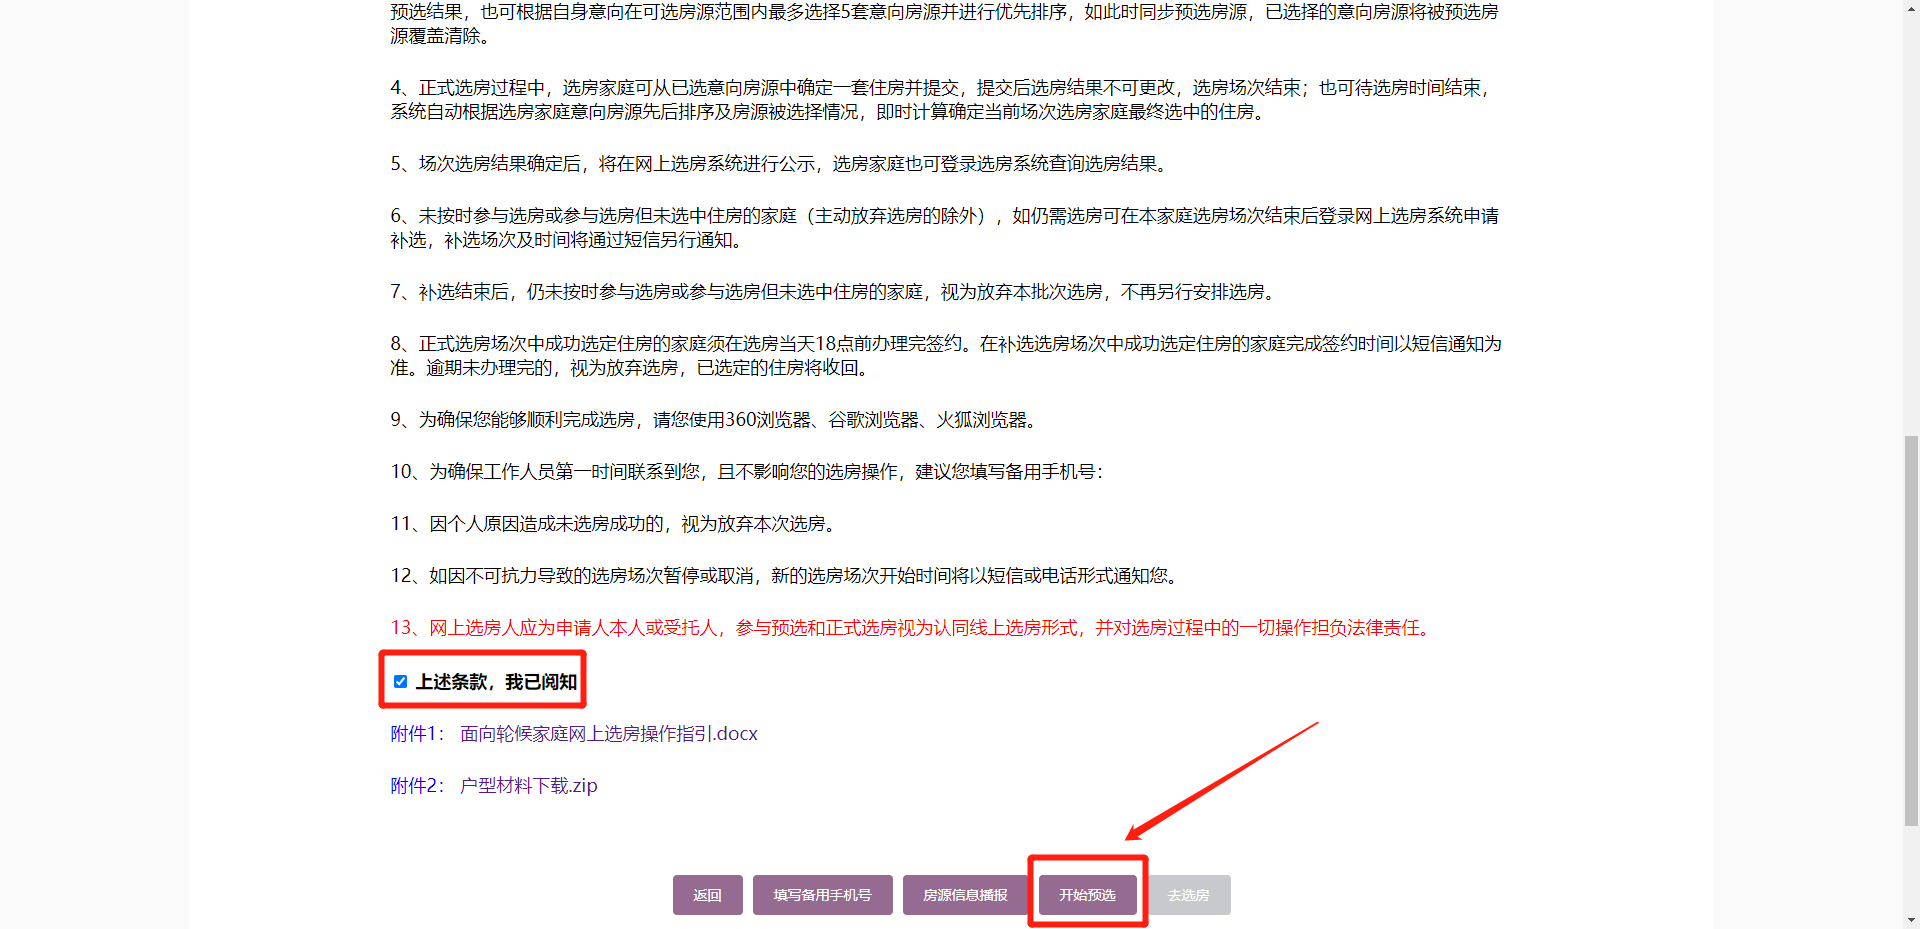 预选结果，也可根据自身意向在可选房源范围内最多选择5套意向房源并进行优先排序，如此时同步预选房源，已选择的意向房源将被预选房
源覆盖清除。
4、正式选房过程中，选房家庭可从已选意向房源中确定一套住房并提交，提交后选房结果不可更改，选房场次结束；也可待选房时间结束，
系统自动根据选房家庭意向房源先后排序及房源被选择情况，即时计算确定当前场次选房家庭最终选中的住房。
5、场次选房结果确定后，将在网上选房系统进行公示，选房家庭也可登录选房系统查询选房结果。
6、未按时参与选房或参与选房但未选中住房的家庭（主动放弃选房的除外），如仍需选房可在本家庭选房场次结束后登录网上选房系统申请
补选，补选场次及时间将通过短信另行通知。
7、补选结束后，仍未按时参与选房或参与选房但未选中住房的家庭，视为放弃本批次选房，不再另行安排选房。
8、正式选房场次中成功选定住房的家庭须在选房当天18点前办理完签约。在补选选房场次中成功选定住房的家庭完成签约时间以短信通知为
准。逾期未办理完的，视为放弃选房，已选定的住房将收回。
9、为确保您能够顺利完成选房，请您使用360浏览器、谷歌浏览器、火狐浏览器。
10、为确保工作人员第一时间联系到您，且不影响您的选房操作，建议您填写备用手机号：
11、因个人原因造成未选房成功的，视为放弃本次选房。
12、如因不可抗力导致的选房场次暂停或取消，新的选房场次开始时间将以短信或电话形式通知您。
13、网上选房人应为申请人本人或受托人，参与预选和正式选房视为认同线上选房形式，并对选房过程中的一切操作担负法律责任。
上述条款，我已阅知
附件1： 面向轮候家庭网上选房操作指引.docx
附件2： 户型材料下载.zip
返回 填写备用手机号 房源信息播报 开始预选 去选房